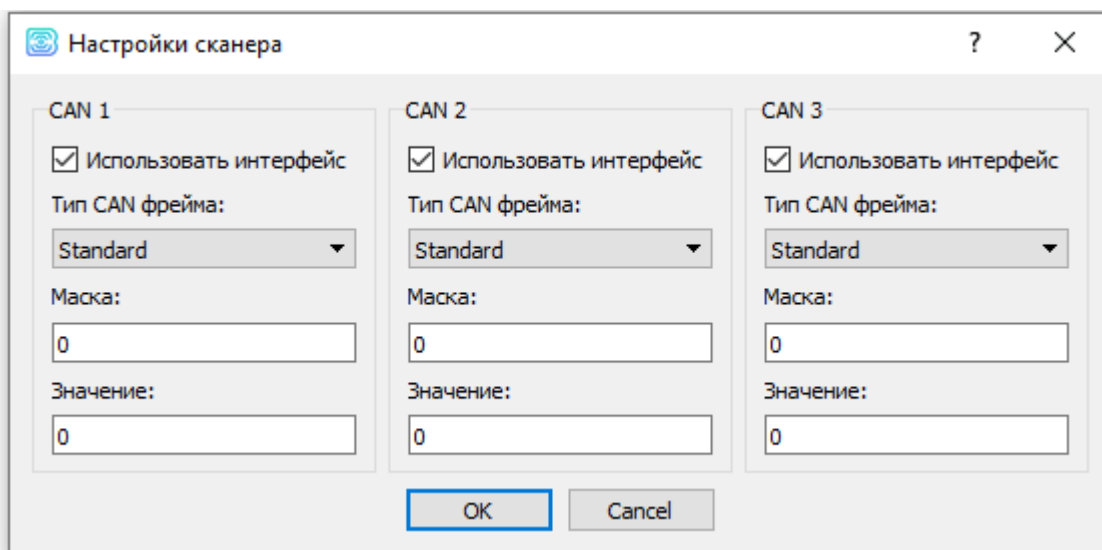 Настройки сканера ?
CAN 1
Использовать интерфейс
Тип CAN фрейма:
Standard
Маска:
0
Значение:
0
CAN 2
Использовать интерфейс
Тип CAN фрейма:
Standard
Маска:
0
Значение:
0
CAN 3
Использовать интерфейс
Тип CAN фрейма:
Standard
Маска:
0
Значение:
0
OK
Cancel